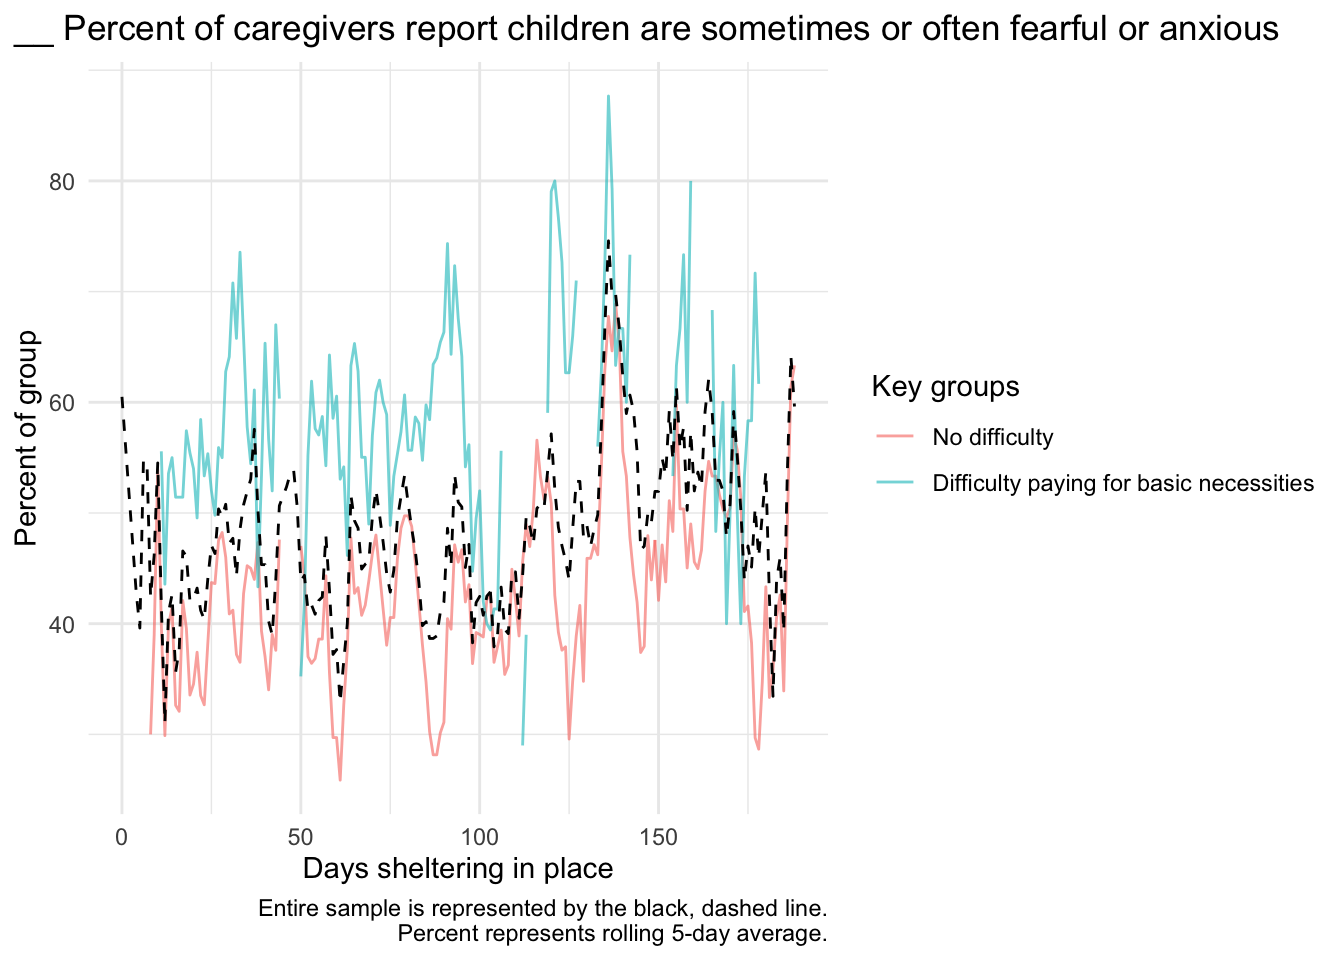 __ Percent of caregivers report children are sometimes or often fearful or anxious
Percent of group
80
60
40
0
50
100
150
Days sheltering in place
Key groups
No difficulty
Difficulty paying for basic necessities
Entire sample is represented by the black, dashed line.
Percent represents rolling 5-day average.